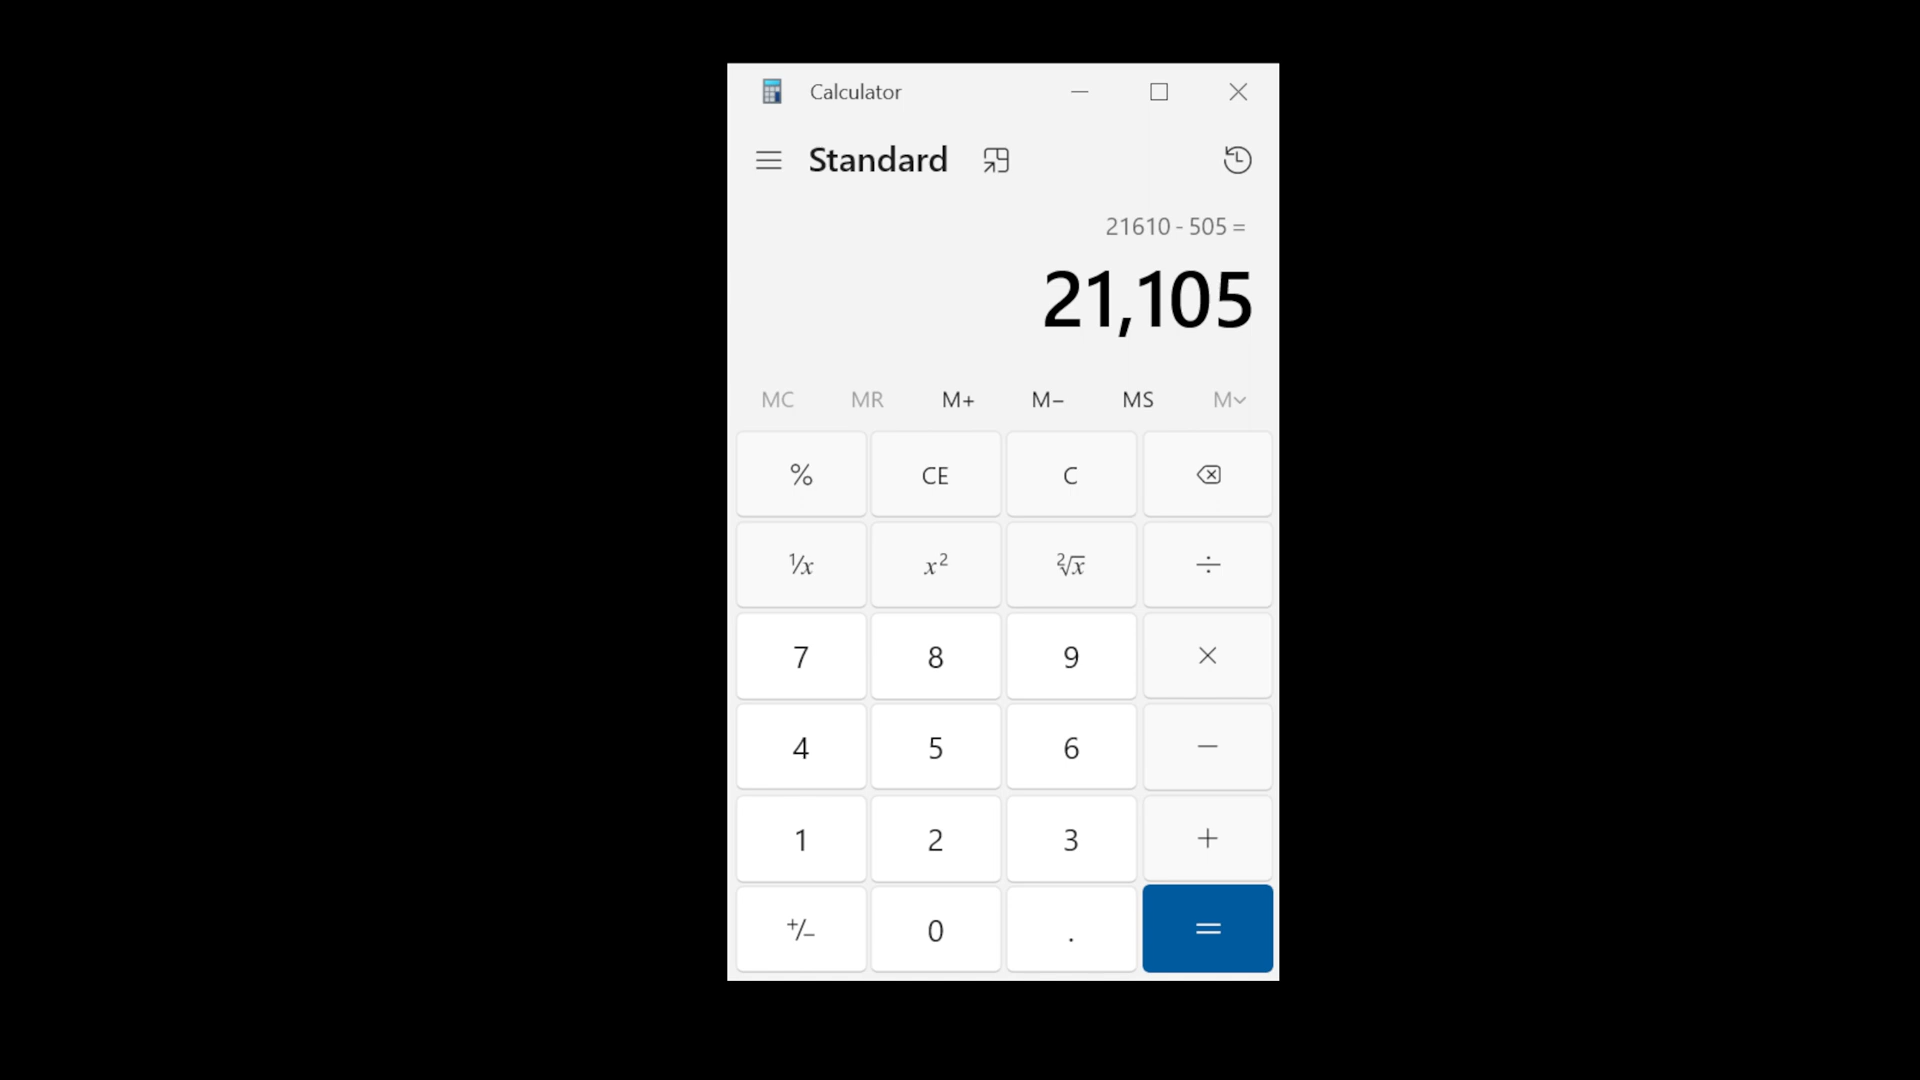 Calculator
Standard
21610 - 505 =
21,105
MC MR M+ M− MS M
% CE C
¹/x x² ²√x ÷
7 8 9 ×
4 5 6 −
1 2 3 +
+/− 0 . =